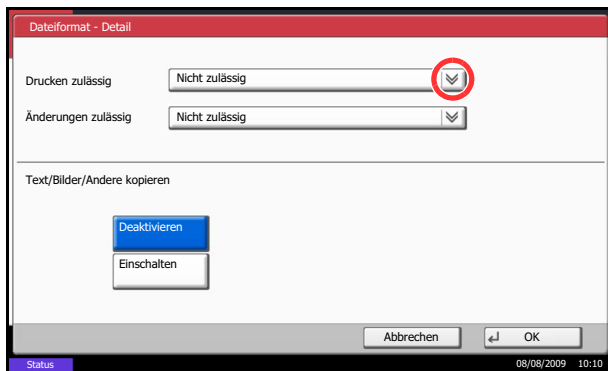 Dateiformat - Detail
Drucken zulässig
Nicht zulässig
Änderungen zulässig
Nicht zulässig
Text/Bilder/Andere kopieren
Deaktivieren
Einschalten
Abbrechen
OK
Status
08/08/2009 10:10